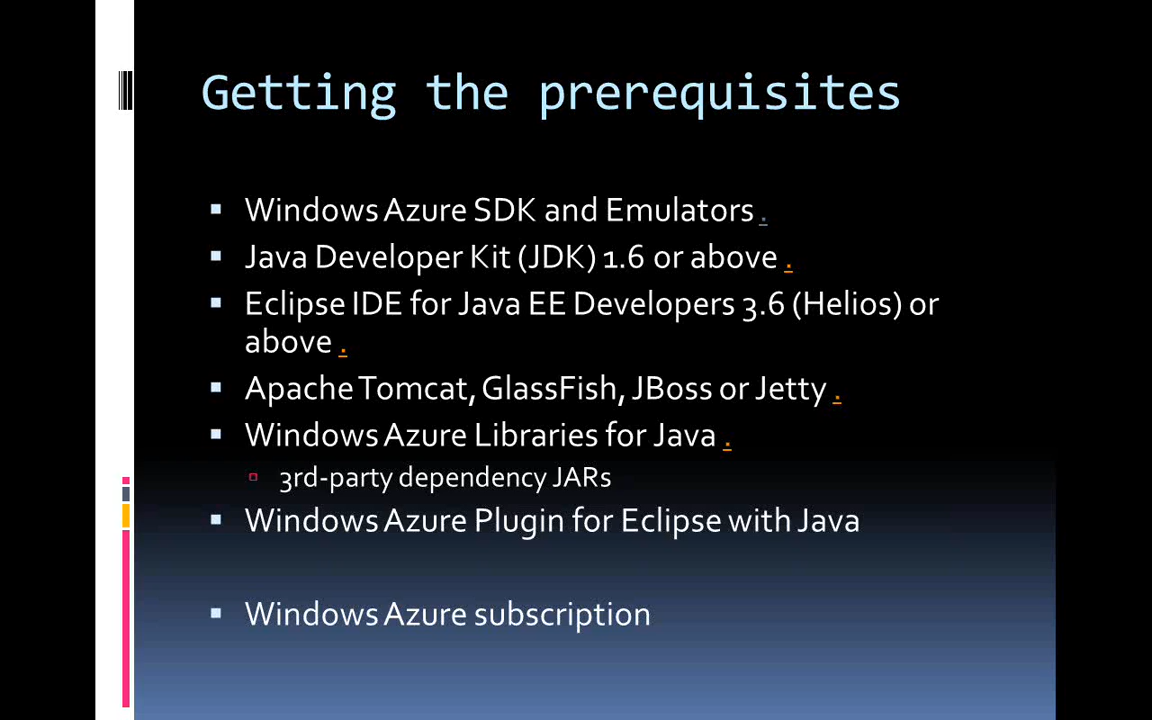 Getting the prerequisites
Windows Azure SDK and Emulators .
Java Developer Kit (JDK) 1.6 or above .
Eclipse IDE for Java EE Developers 3.6 (Helios) or
above .
Apache Tomcat, GlassFish, JBoss or Jetty .
Windows Azure Libraries for Java .
3rd-party dependency JARs
Windows Azure Plugin for Eclipse with Java
Windows Azure subscription